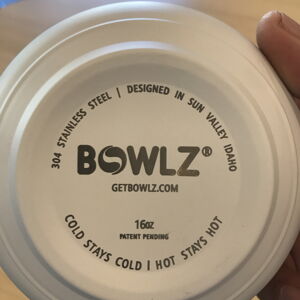 304 STAINLESS STEEL | DESIGNED IN SUN VALLEY IDAHO
BOWLZ®
GETBOWLZ.COM
16oz
PATENT PENDING
COLD STAYS COLD | HOT STAYS HOT